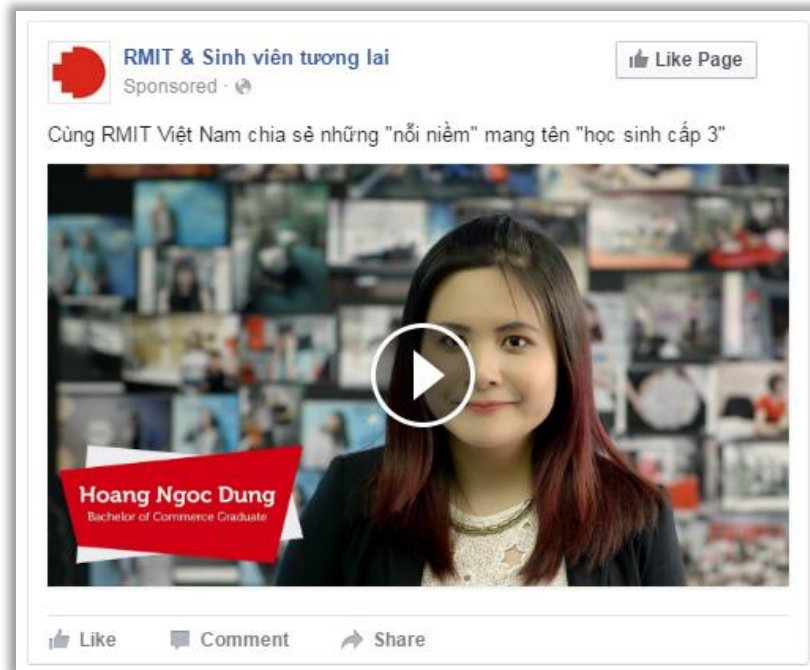 RMIT & Sinh viên tương lai
Like Page
Sponsored ·
Cùng RMIT Việt Nam chia sẻ những "nỗi niềm" mang tên "học sinh cấp 3"
Hoang Ngoc Dung
Bachelor of Commerce Graduate
Like
Comment
Share